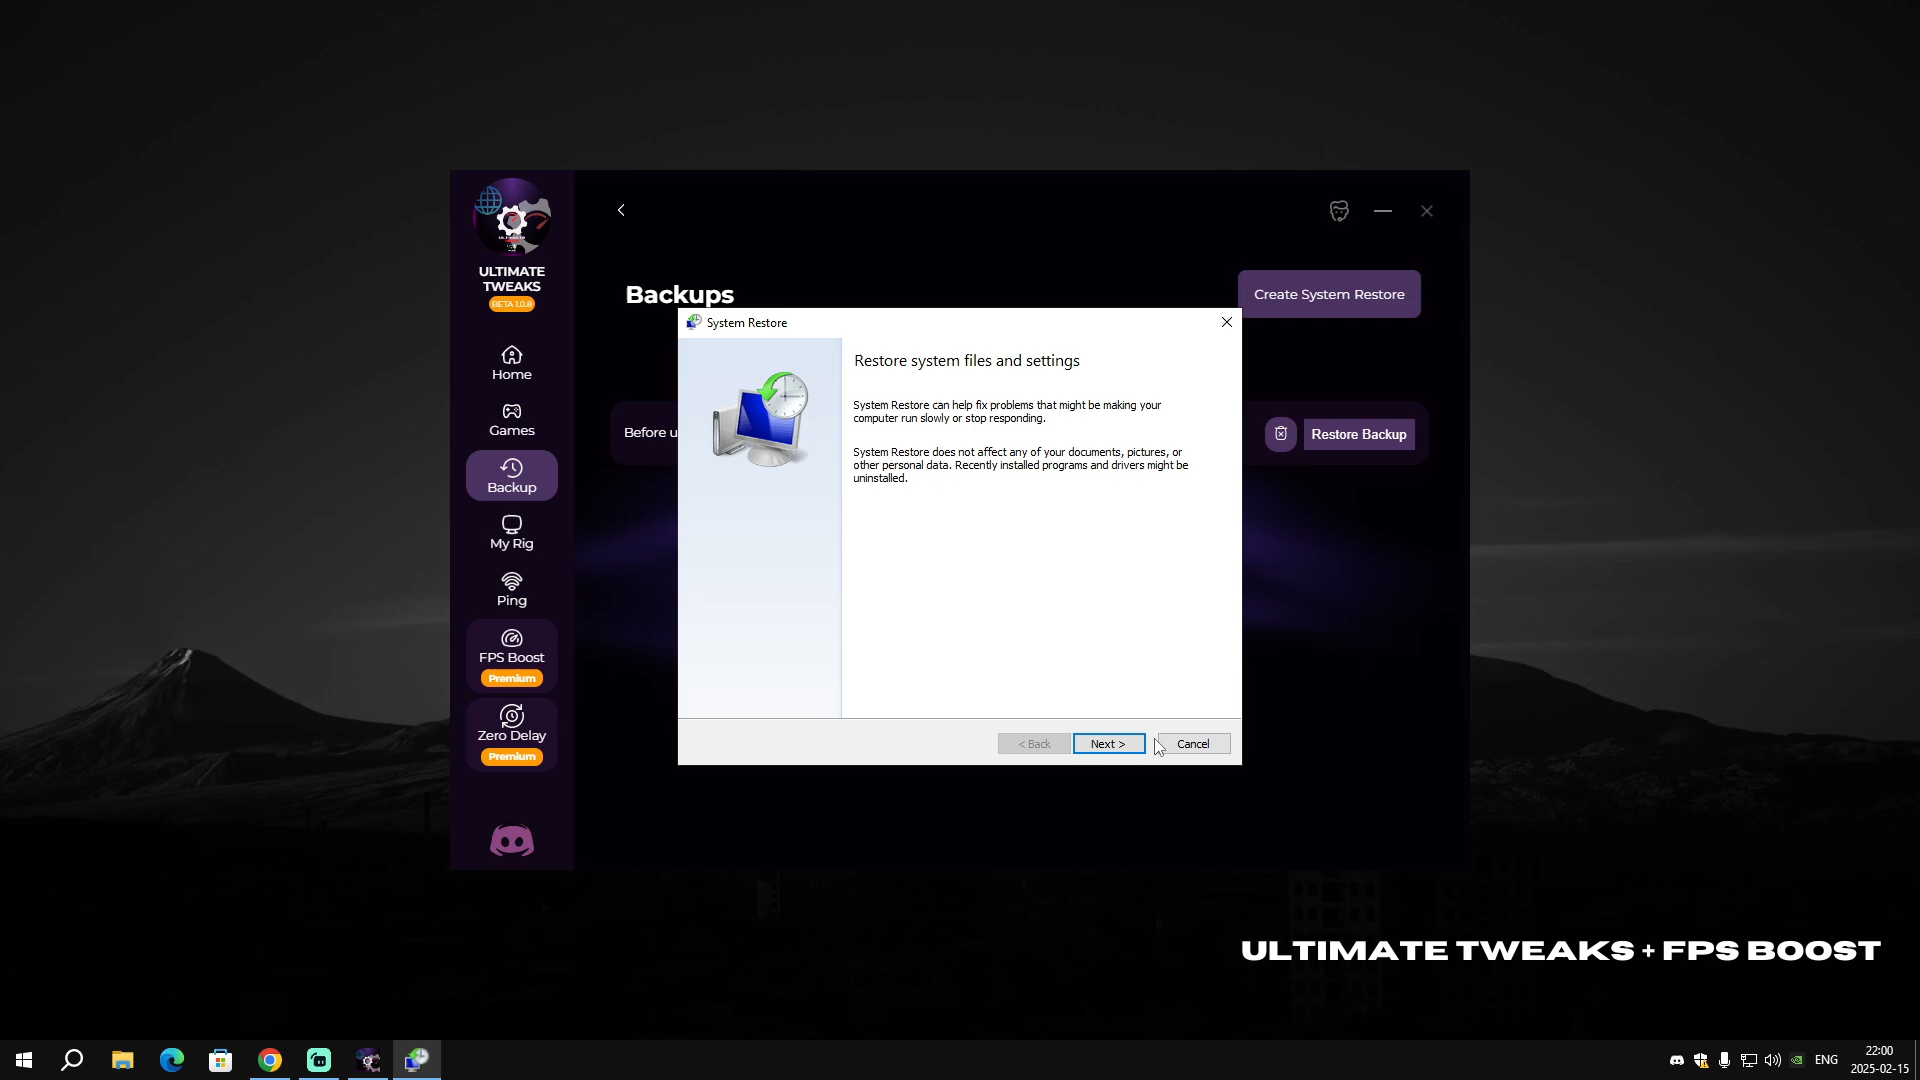 ULTIMATE
TWEAKS
BETA 1.0.8
Home
Games
Backup
My Rig
Ping
FPS Boost
Premium
Zero Delay
Premium
Backups
Create System Restore
Before u
Restore Backup
System Restore
Restore system files and settings
System Restore can help fix problems that might be making your
computer run slowly or stop responding.
System Restore does not affect any of your documents, pictures, or
other personal data. Recently installed programs and drivers might be
uninstalled.
< Back
Next >
Cancel
ULTIMATE TWEAKS + FPS BOOST
ENG
22:00
2025-02-15